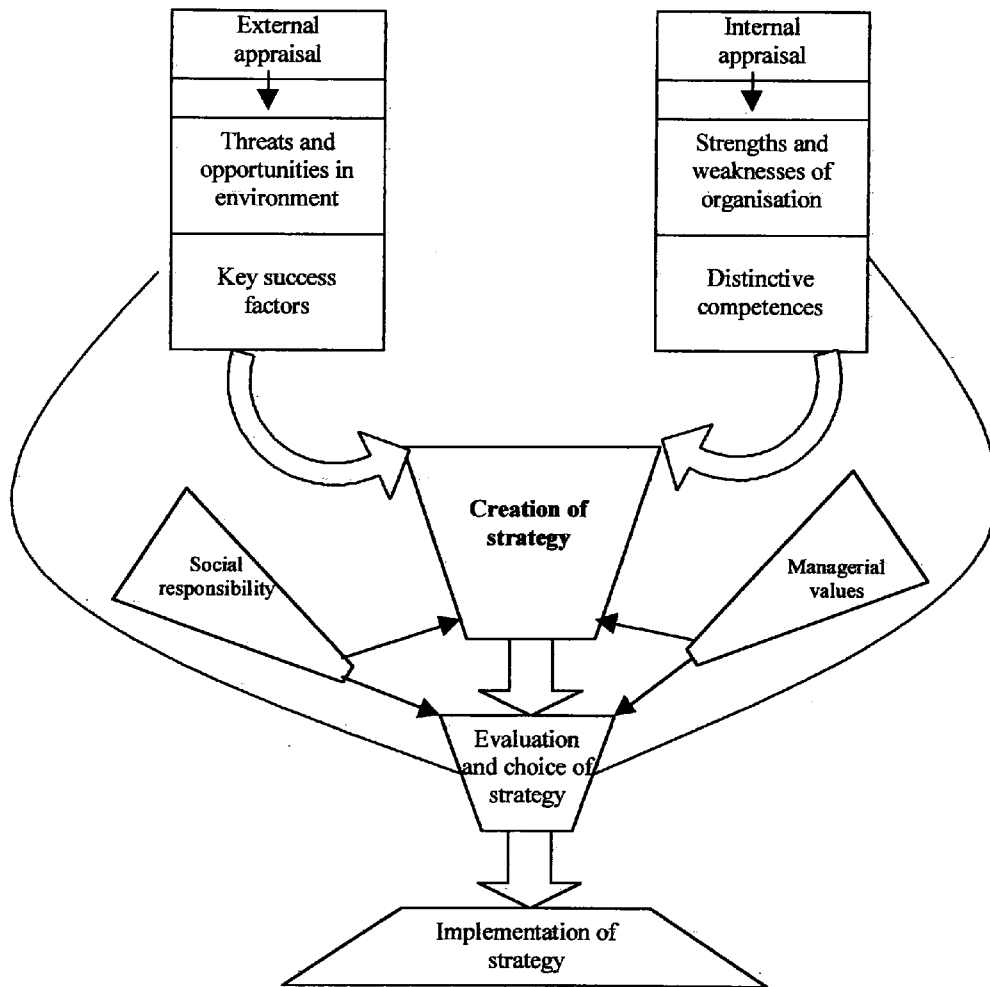 External
appraisal
Threats and
opportunities in
environment
Key success
factors
Internal
appraisal
Strengths and
weaknesses of
organisation
Distinctive
competences
Creation of
strategy
Social
responsibility
Managerial
values
Evaluation
and choice of
strategy
Implementation of
strategy